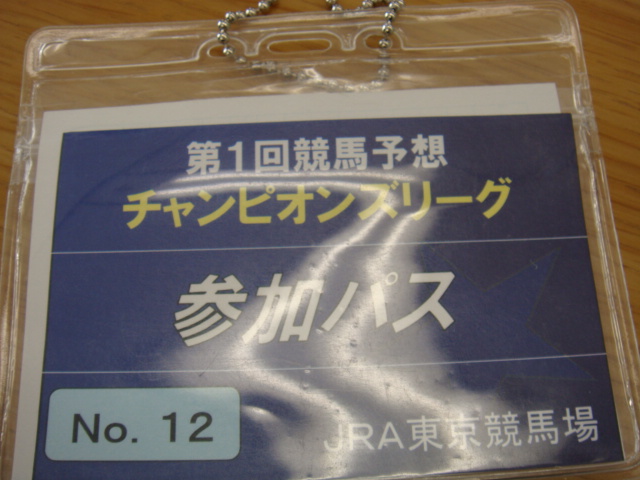 第1回競馬予想
チャンピオンズリーグ
参加パス
No. 12
JRA東京競馬場